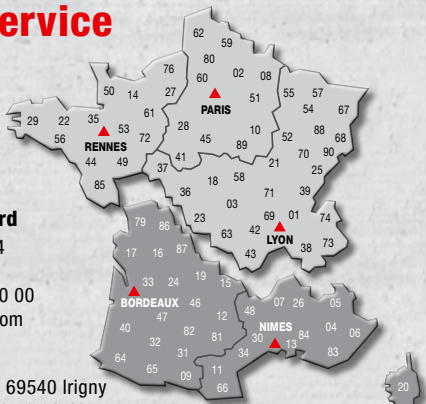 ervice
62 59
80
76 02 08
60
50 14 27 55 57
PARIS 51 54 67
61
29 22 35 53 28 10 52 88 68
56 RENNES 72 45 89 70 90
44 49 41 21 25
37 58 39
85 36 18 71
03
rd 79 86 23 69 01 74
4 63 42 LYON
17 16 87 43 38 73
0 00 33 24 19 15
om BORDEAUX 46 48 07 26 05
47 12 NIMES
40 82 81 30 84 04 06
32 34 13
64 31 83
65 09 11
69540 Irigny 66 20